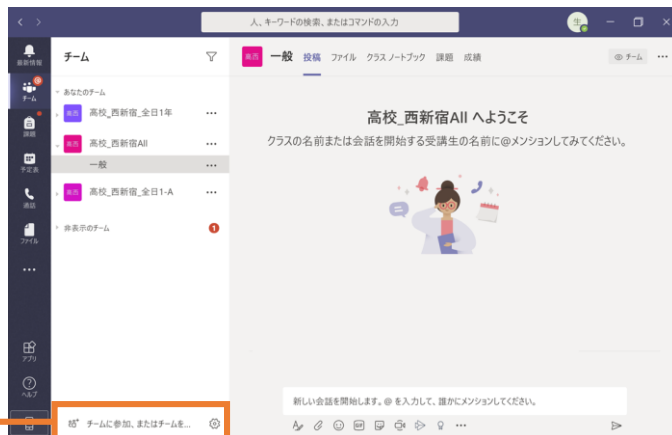 人、キーワードの検索、またはコマンドの入力
生
最新情報
チーム
課題
予定表
通話
ファイル
アプリ
ヘルプ
チーム
あなたのチーム
高西 高校_西新宿_全日1年
高西 高校_西新宿All
一般
高西 高校_西新宿_全日1-A
非表示のチーム 1
チームに参加、またはチームを...
高西 一般 投稿 ファイル クラス ノートブック 課題 成績 チーム
高校_西新宿All へようこそ
クラスの名前または会話を開始する受講生の名前に@メンションしてみてください。
新しい会話を開始します。@ を入力して、誰かにメンションしてください。
GIF